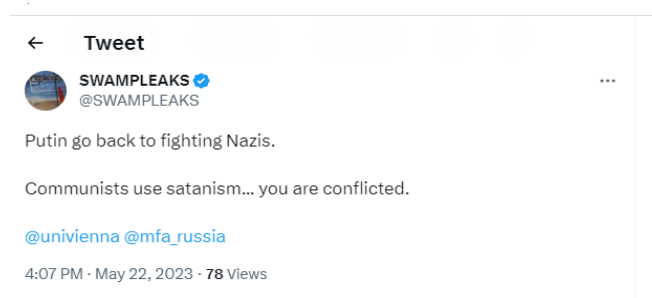 Tweet
SWAMPLEAKS
@SWAMPLEAKS
Putin go back to fighting Nazis.
Communists use satanism... you are conflicted.
@univienna @mfa_russia
4:07 PM · May 22, 2023 · 78 Views